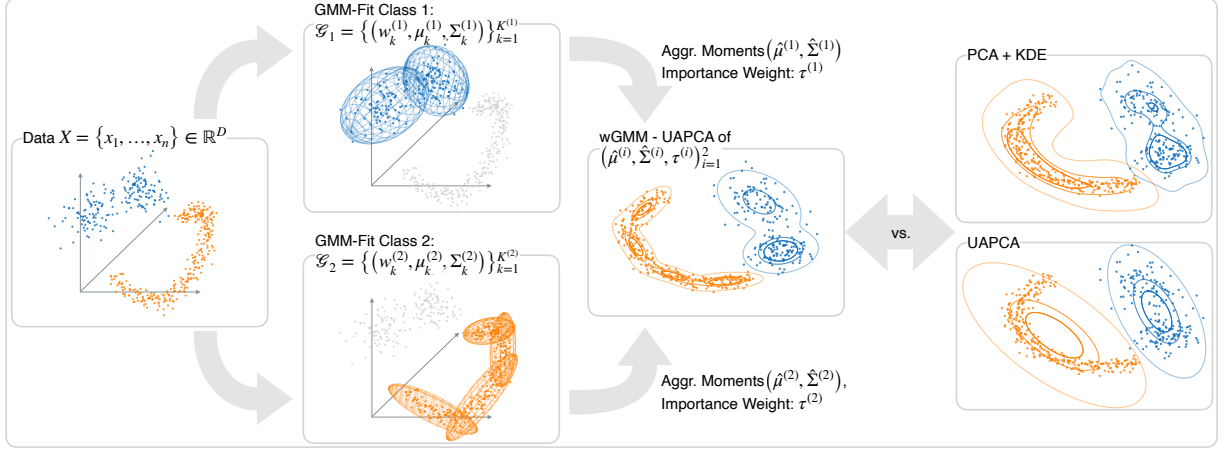 Data X = {x₁, …, xₙ} ∈ ℝᴰ
GMM-Fit Class 1:
𝒢₁ = {(w_k^(1), μ_k^(1), Σ_k^(1))}_{k=1}^{K^(1)}
GMM-Fit Class 2:
𝒢₂ = {(w_k^(2), μ_k^(2), Σ_k^(2))}_{k=1}^{K^(2)}
Aggr. Moments(μ̂^(1), Σ̂^(1))
Importance Weight: τ^(1)
wGMM - UAPCA of
(μ̂^(i), Σ̂^(i), τ^(i))_{i=1}^2
Aggr. Moments(μ̂^(2), Σ̂^(2)),
Importance Weight: τ^(2)
vs.
PCA + KDE
UAPCA